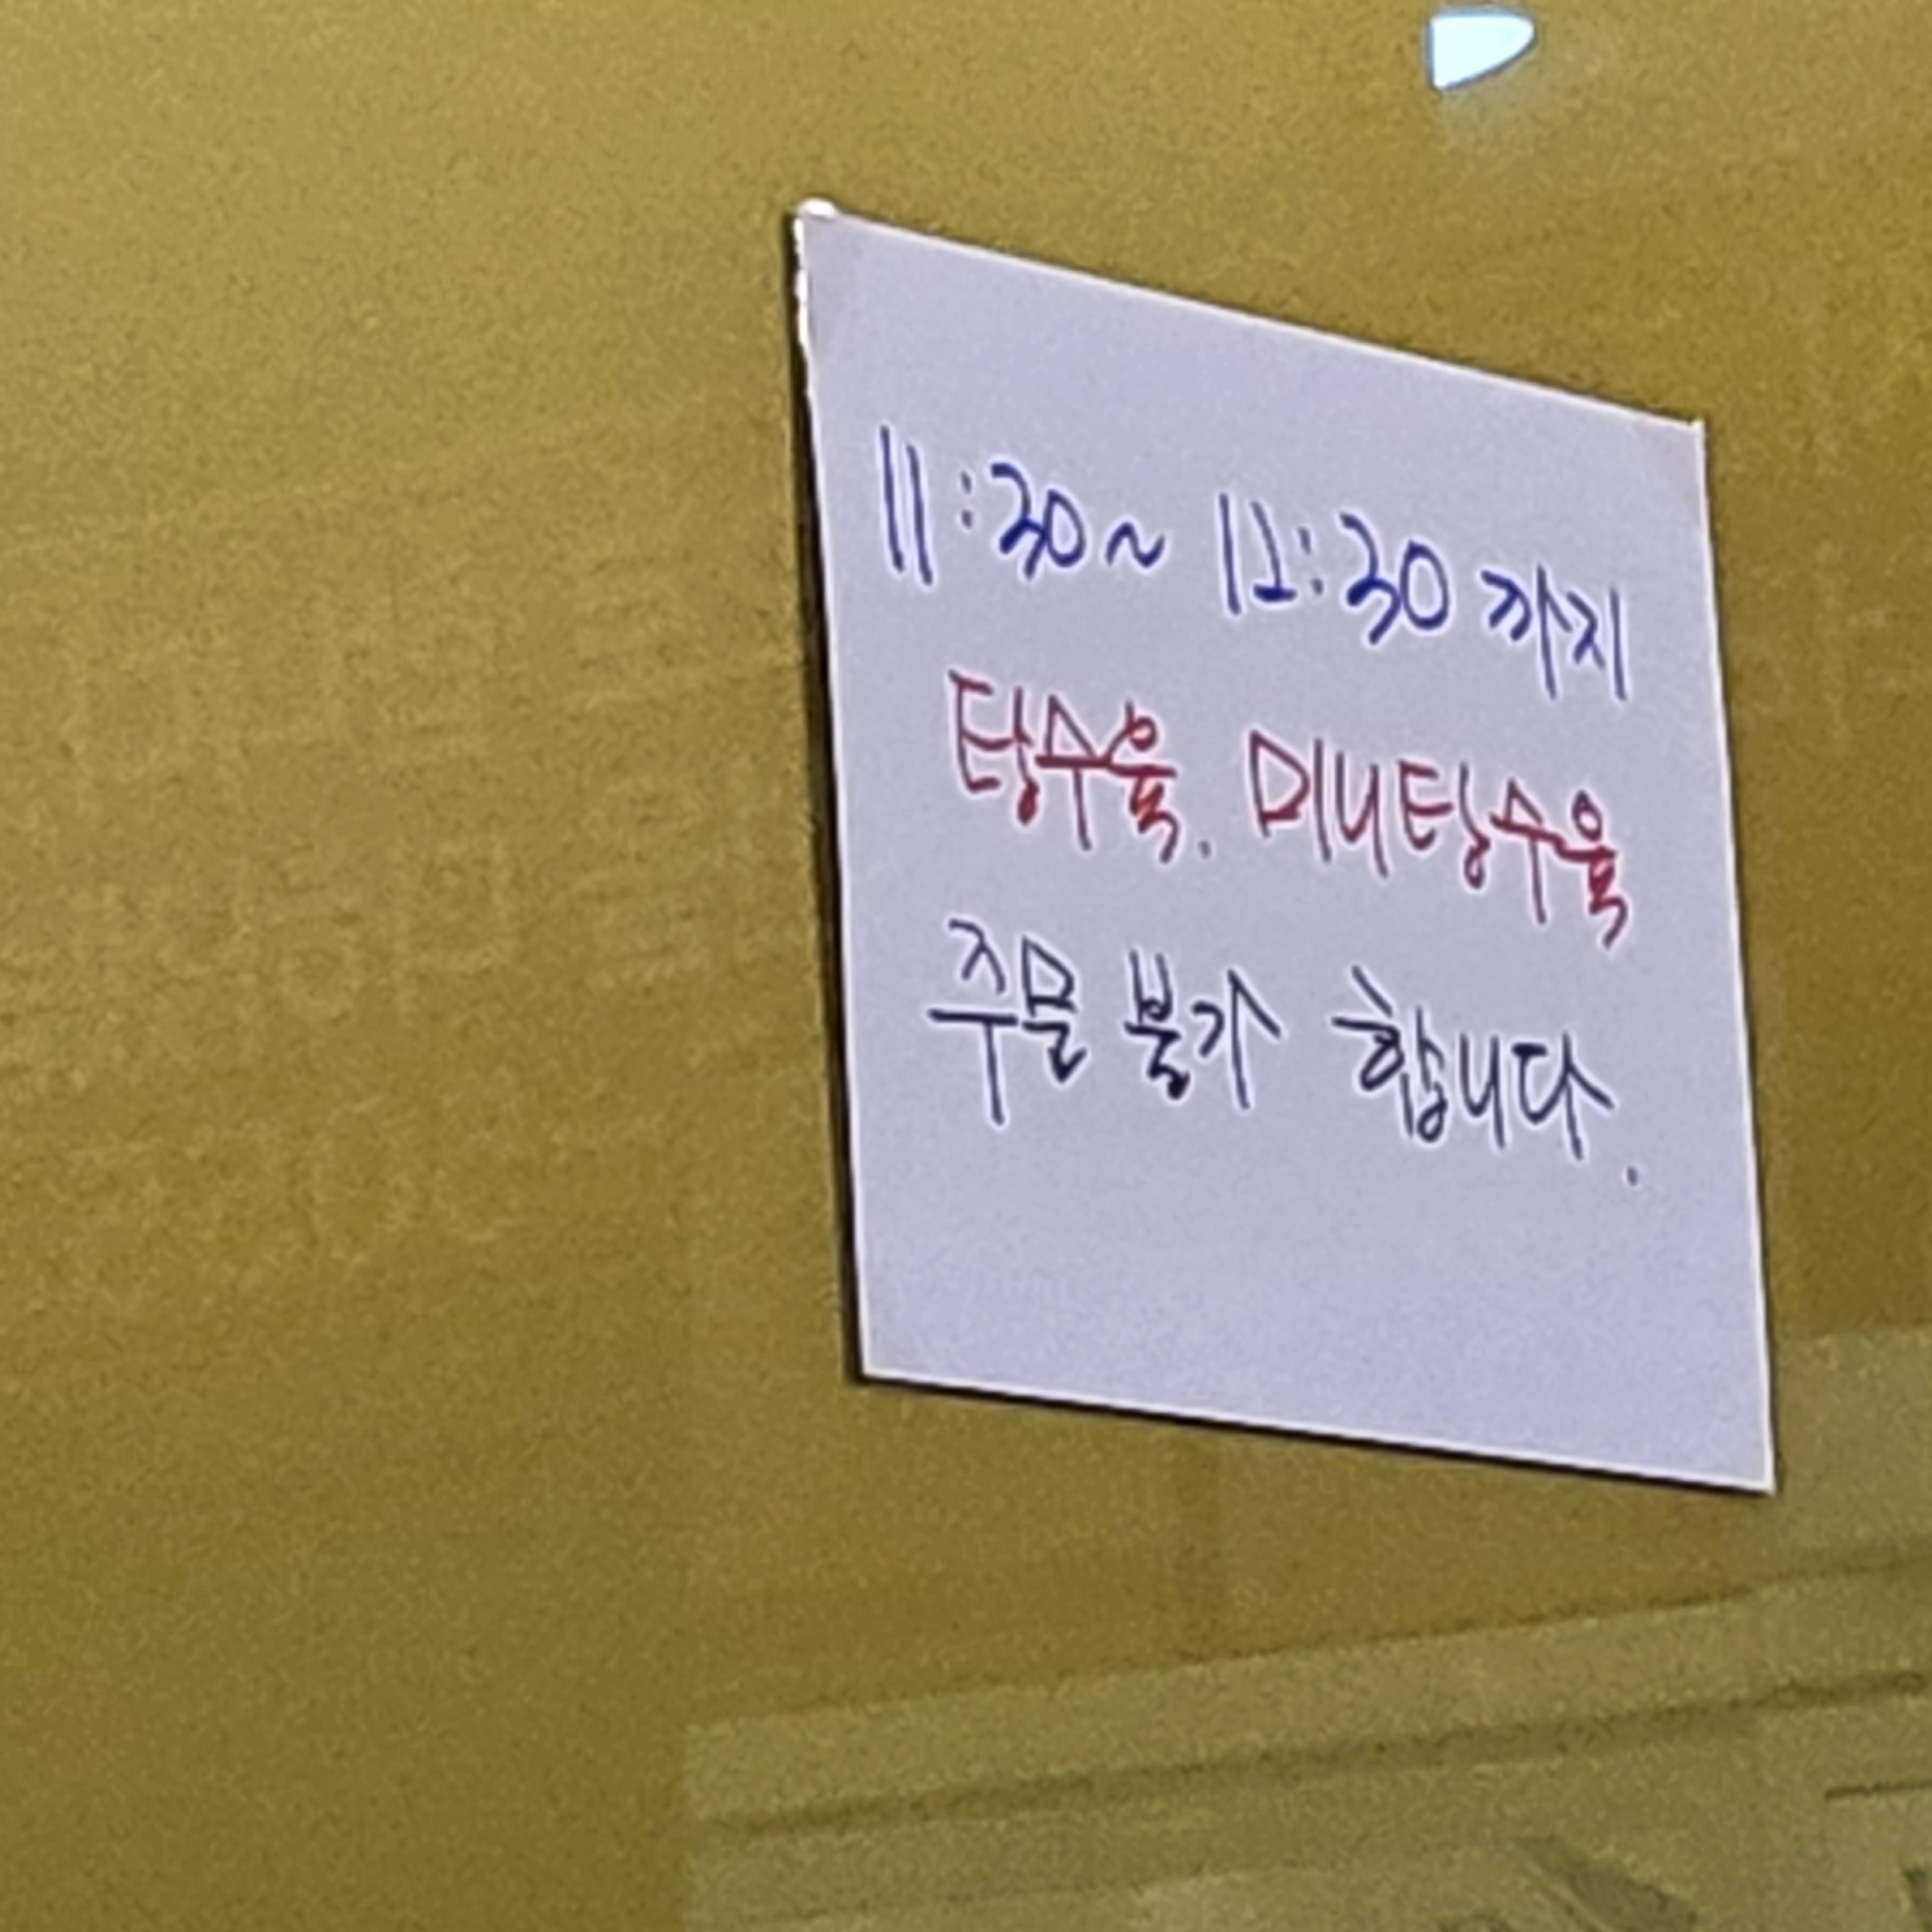 11:30~ 12:30 까지
탕수육. 미니탕수육
주문 불가 합니다.